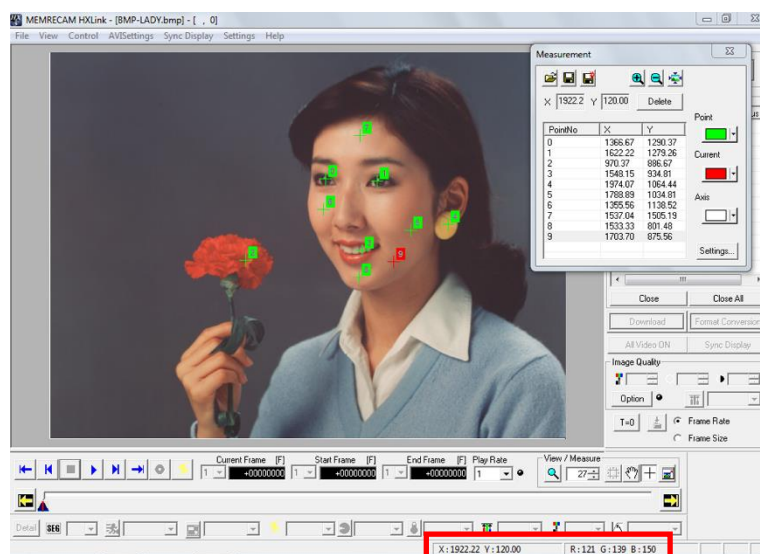 MEMRECAM HXLink - [BMP-LADY.bmp] - [ , 0]
File View Control AVISettings Sync Display Settings Help
Measurement
X 1922.2 Y 120.00 Delete
PointNo X Y
0 1366.67 1290.37
1 1622.22 1279.26
2 970.37 886.67
3 1548.15 934.81
4 1974.07 1064.44
5 1788.89 1034.81
6 1355.56 1138.52
7 1537.04 1505.19
8 1533.33 801.48
9 1703.70 875.56
Point
Current
Axis
Settings...
1
4
9
Close Close All
Download Format Conversion
All Video ON Sync Display
Image Quality
Option
T=0 Frame Rate
Frame Size
Current Frame [F] Start Frame [F] End Frame [F] Play Rate View / Measure
1 +00000000 1 +00000000 1 +00000000 1 27
Detail SEG
X:1922.22 Y:120.00 R:121 G:139 B:150